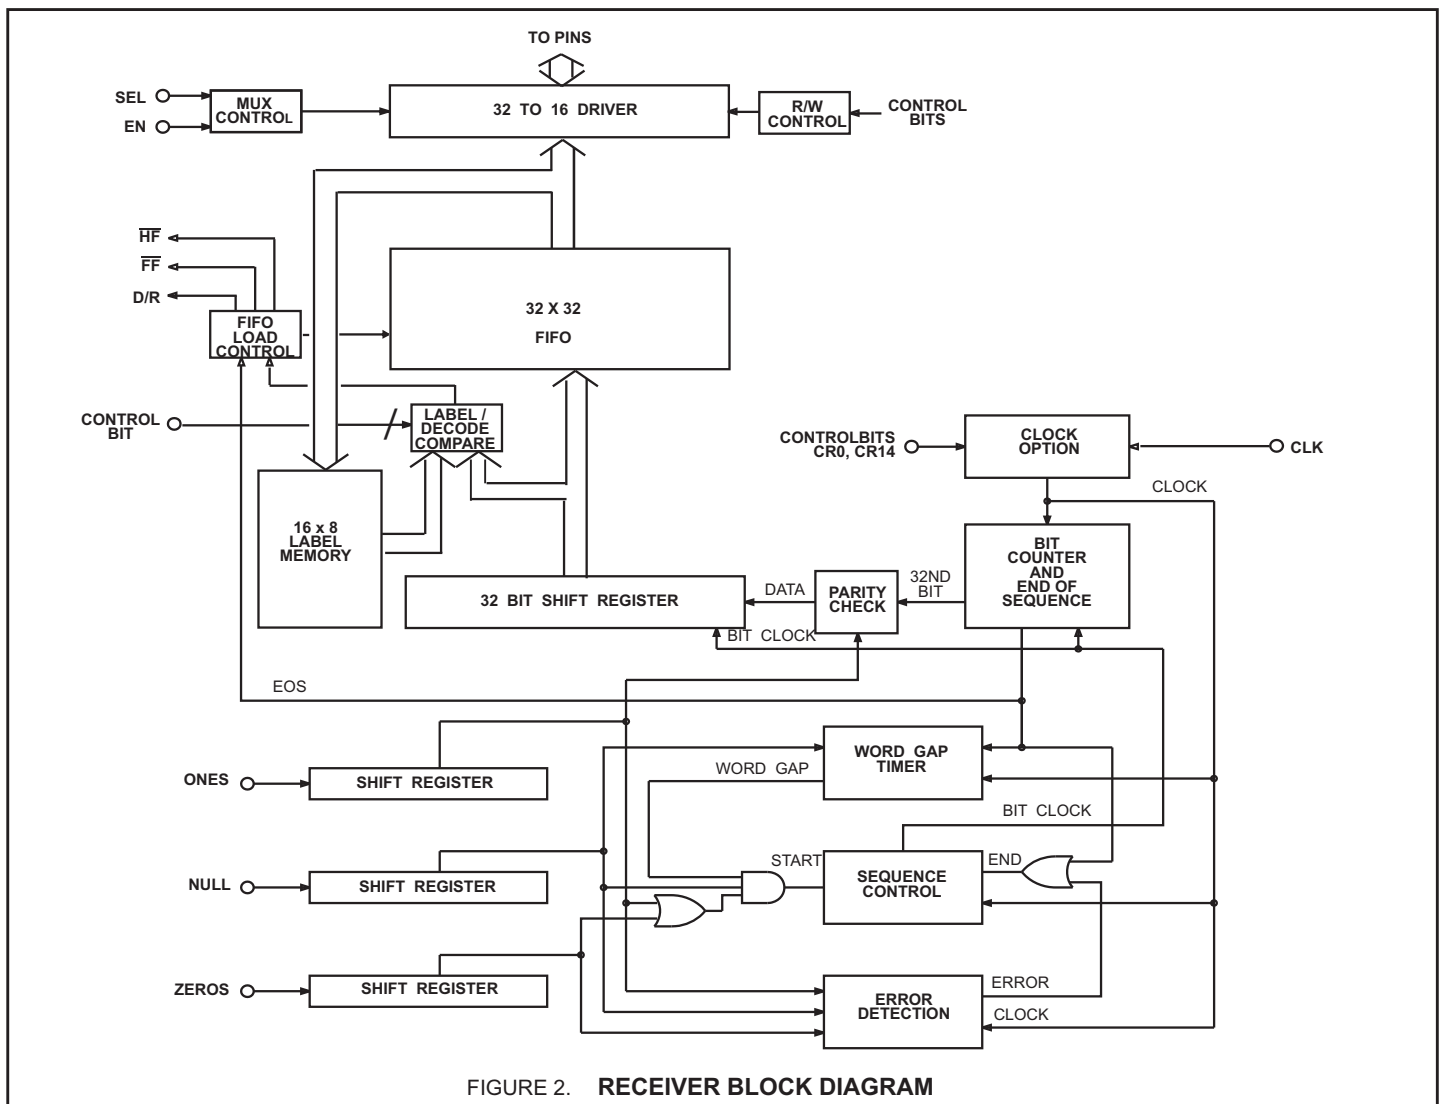 TO PINS
SEL
EN
MUX
CONTROL
32 TO 16 DRIVER
R/W
CONTROL
CONTROL
BITS
HF
FF
D/R
FIFO
LOAD
CONTROL
32 X 32
FIFO
CONTROL
BIT
/
LABEL /
DECODE
COMPARE
CONTROLBITS
CR0, CR14
CLOCK
OPTION
CLK
CLOCK
16 x 8
LABEL
MEMORY
BIT
COUNTER
AND
END OF
SEQUENCE
32 BIT SHIFT REGISTER
DATA
PARITY
CHECK
32ND
BIT
BIT CLOCK
EOS
ONES
SHIFT REGISTER
WORD GAP
WORD GAP
TIMER
BIT CLOCK
NULL
SHIFT REGISTER
START
SEQUENCE
CONTROL
END
ZEROS
SHIFT REGISTER
ERROR
DETECTION
ERROR
CLOCK
FIGURE 2. RECEIVER BLOCK DIAGRAM